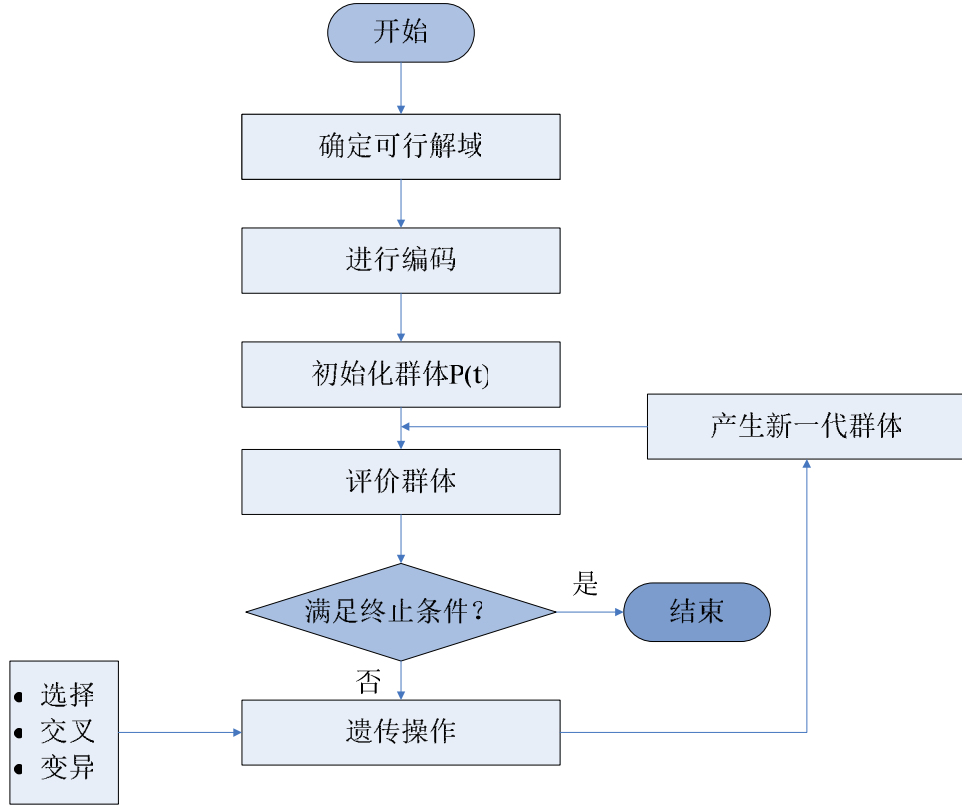 开始
确定可行解域
进行编码
初始化群体P(t)
产生新一代群体
评价群体
满足终止条件？
是
结束
否
• 选择
• 交叉
• 变异
遗传操作